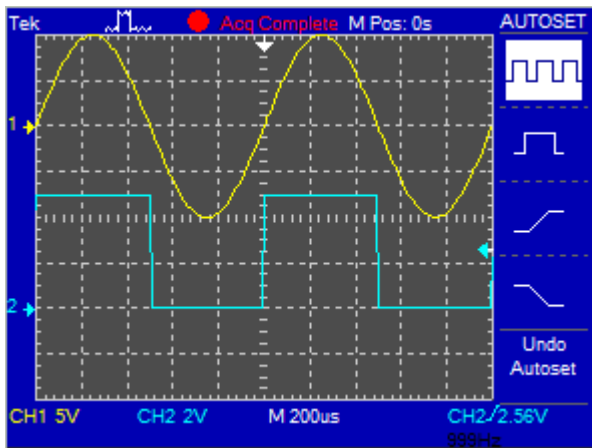 Tek Acq Complete M Pos: 0s AUTOSET
1
2
Undo
Autoset
CH1 5V CH2 2V M 200us CH2 / 2.56V
999Hz